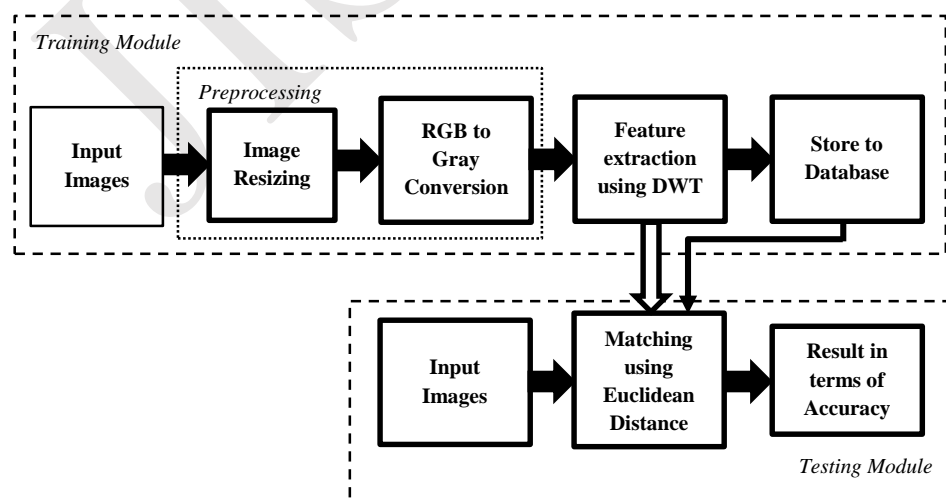 Training Module
Preprocessing
Input
Images
Image
Resizing
RGB to
Gray
Conversion
Feature
extraction
using DWT
Store to
Database
Input
Images
Matching
using
Euclidean
Distance
Result in
terms of
Accuracy
Testing Module